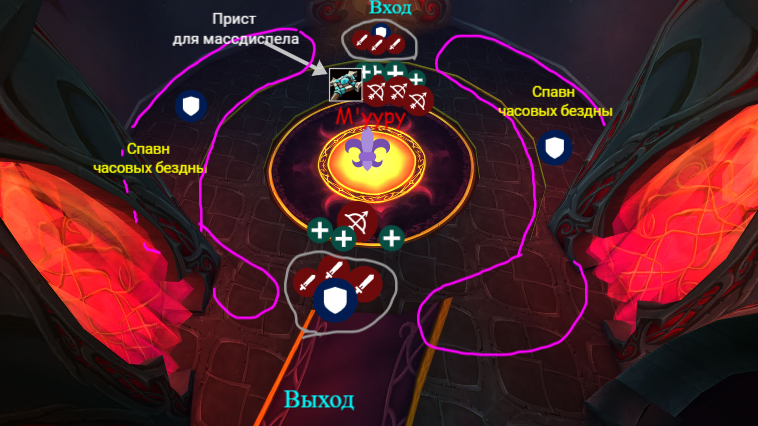 Вход
Прист
для массдиспела
Спавн
часовых бездны
М'ууру
Спавн
часовых бездны
Выход